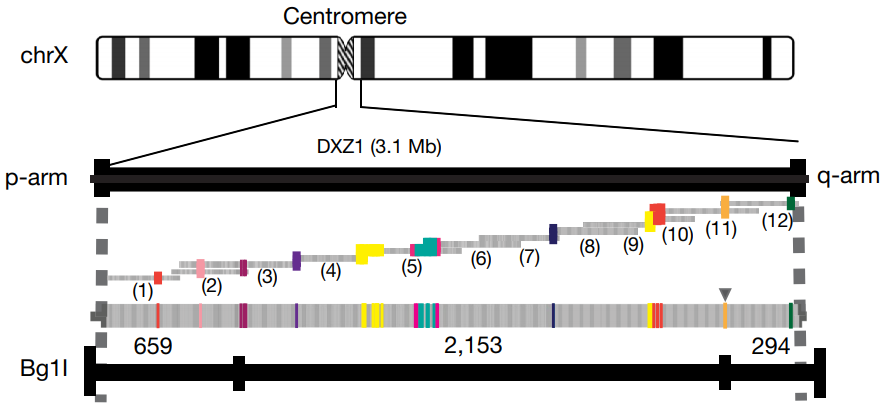 Centromere
chrX
DXZ1 (3.1 Mb)
p-arm
q-arm
(1)
(2)
(3)
(4)
(5)
(6)
(7)
(8)
(9)
(10)
(11)
(12)
659
2,153
294
Bg1I